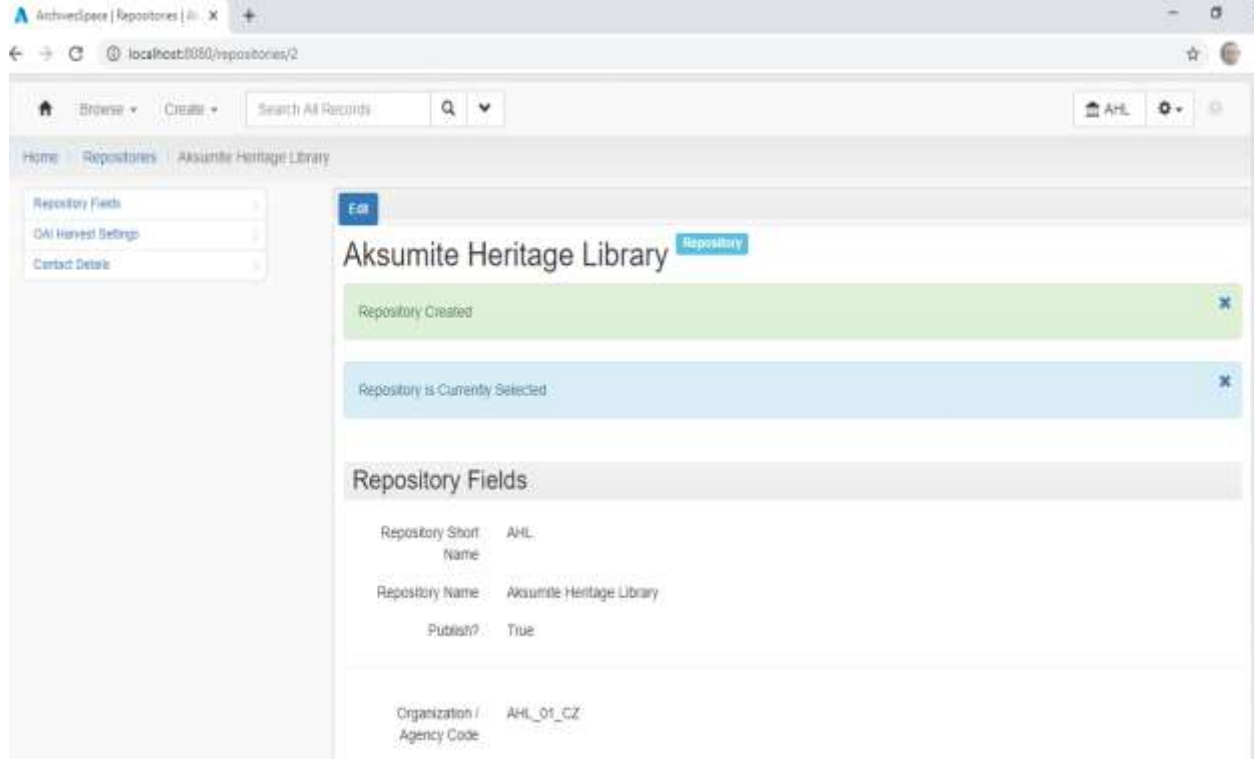 ArchivesSpace | Repositories |
localhost:8080/repositories/2
Browse
Create
Search All Records
AHL
Home
Repositories
Aksumite Heritage Library
Repository Fields
OAI Harvest Settings
Contact Details
Edit
Aksumite Heritage Library Repository
Repository Created
Repository is Currently Selected
Repository Fields
Repository Short AHL
Name
Repository Name Aksumite Heritage Library
Publish? True
Organization / AHL_01_CZ
Agency Code